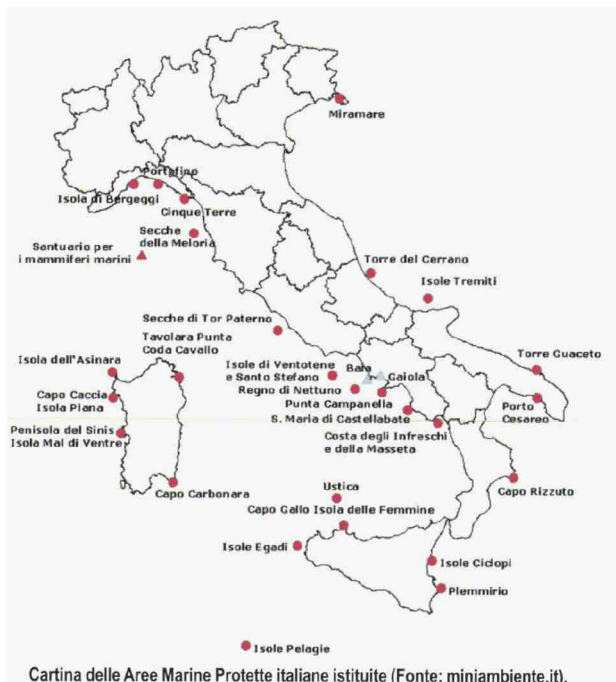 Miramare
Portofino
Isola di Bergeggi
Cinque Terre
Secche
della Meloria
Santuario per
i mammiferi marini
Torre del Cerrano
Isole Tremiti
Secche di Tor Paterno
Tavolara Punta
Coda Cavallo
Isola dell'Asinara
Isole di Ventotene
e Santo Stefano
Baia
Gaiola
Torre Guaceto
Capo Caccia
Isola Piana
Regno di Nettuno
Punta Campanella
Porto
Cesareo
S. Maria di Castellabate
Penisola del Sinis
Isola Mal di Ventre
Costa degli Infreschi
e della Masseta
Capo Carbonara
Ustica
Capo Rizzuto
Capo Gallo Isola delle Femmine
Isole Egadi
Isole Ciclopi
Plemmirio
Isole Pelagie
Cartina delle Aree Marine Protette italiane istituite (Fonte: miniambiente.it).